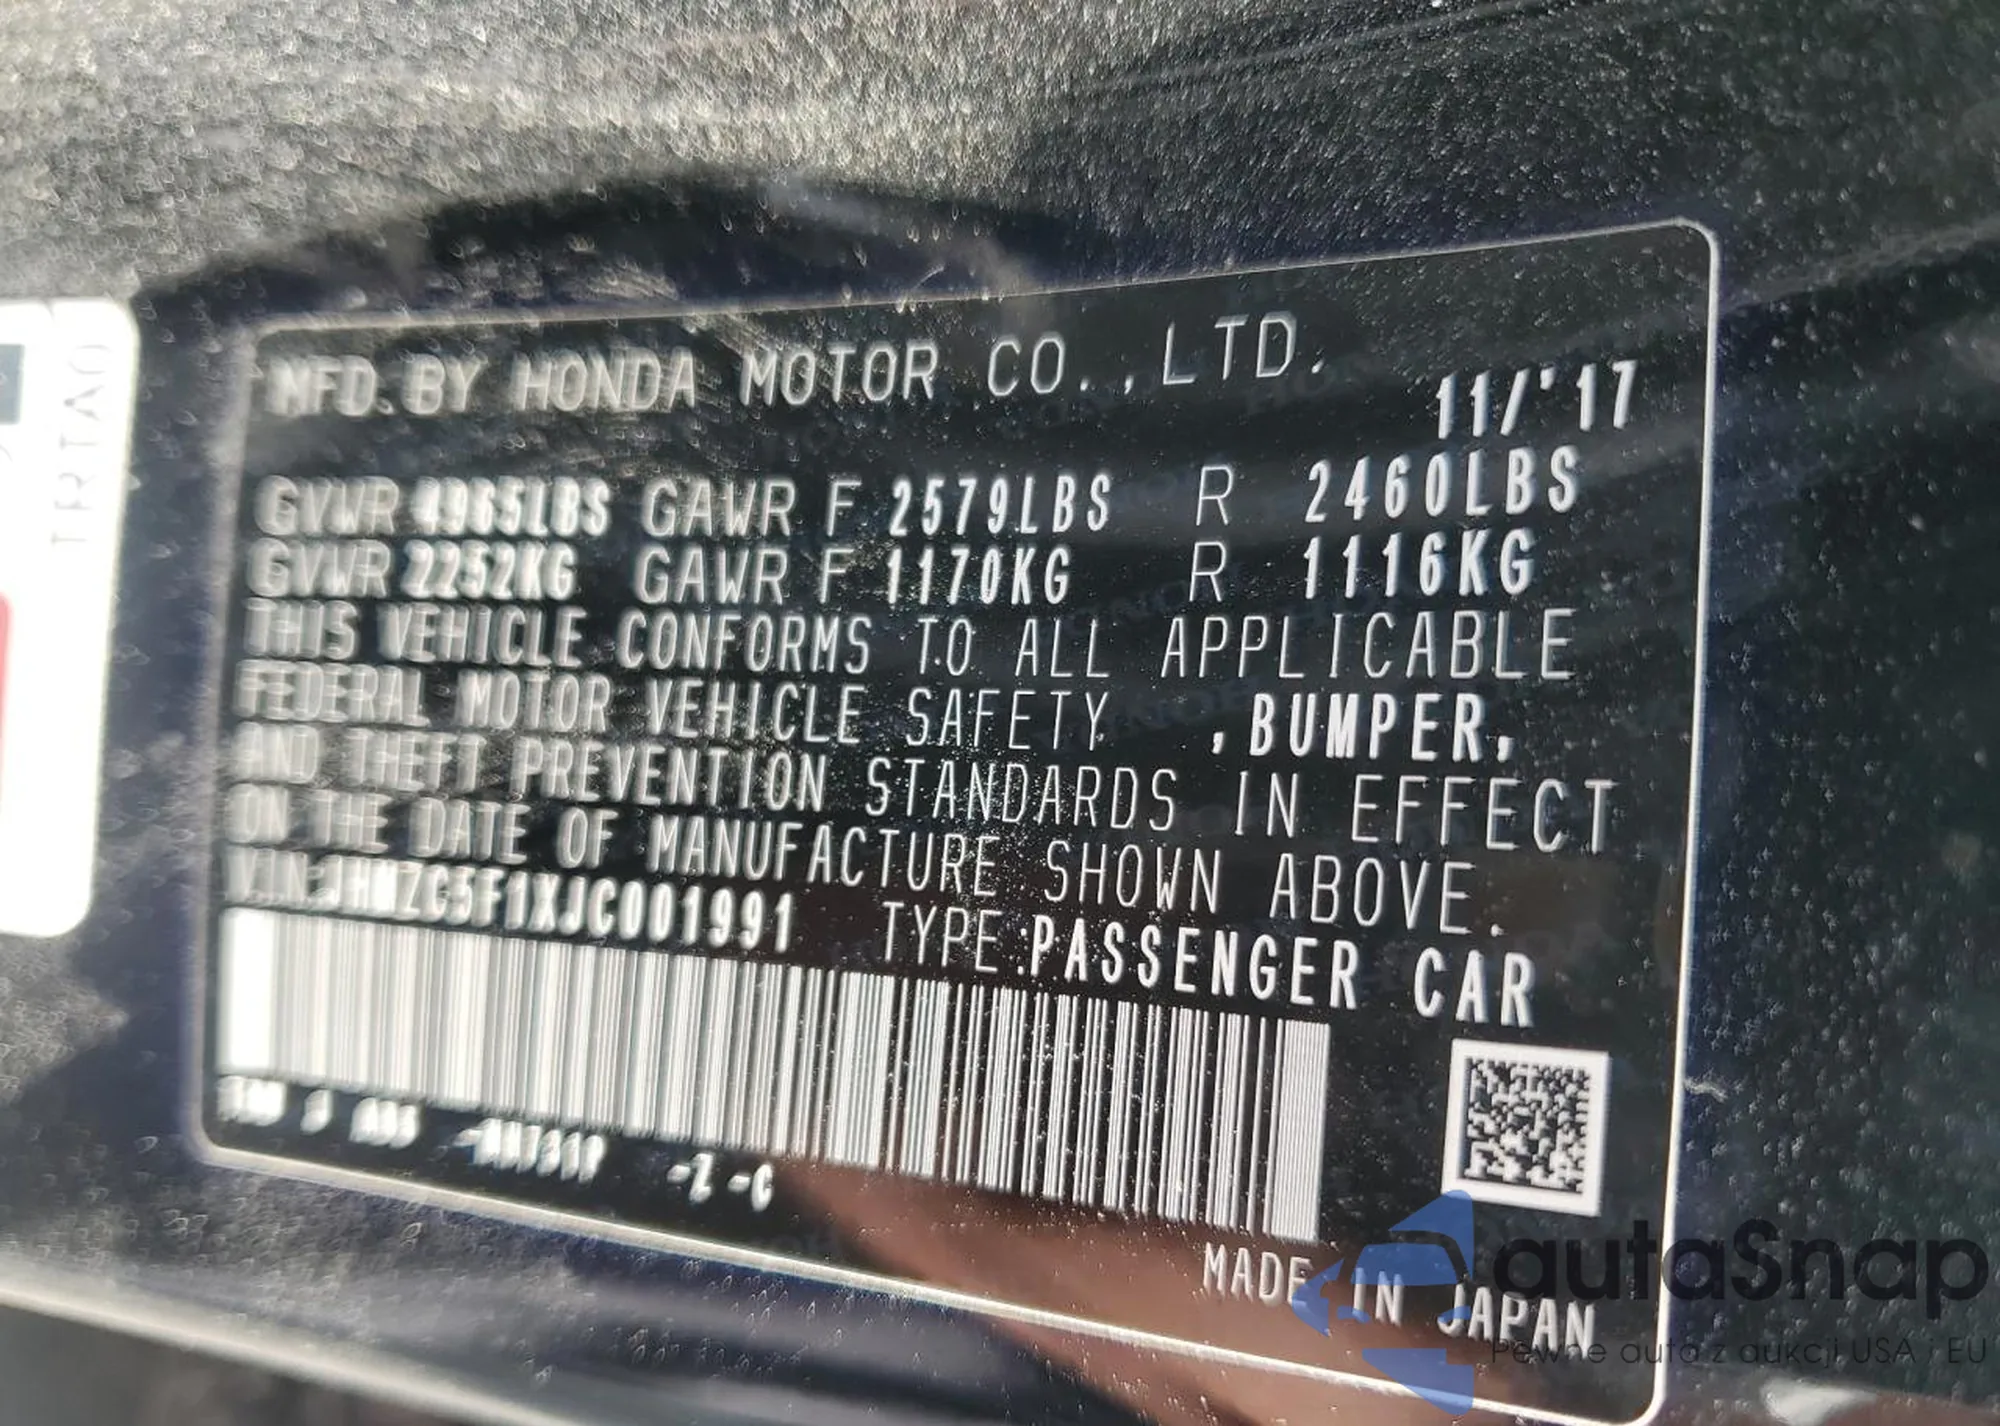 MFD. BY HONDA MOTOR CO., LTD.
11/'17
GVWR 4965LBS GAWR F 2579LBS R 2460LBS
GVWR 2252KG GAWR F 1170KG R 1116KG
THIS VEHICLE CONFORMS TO ALL APPLICABLE
FEDERAL MOTOR VEHICLE SAFETY ,BUMPER,
AND THEFT PREVENTION STANDARDS IN EFFECT
ON THE DATE OF MANUFACTURE SHOWN ABOVE.
VIN:JHMZC5F1XJC001991 TYPE:PASSENGER CAR
-Z -C
MADE IN JAPAN
autaSnap
Pewne auta z aukcji USA i EU